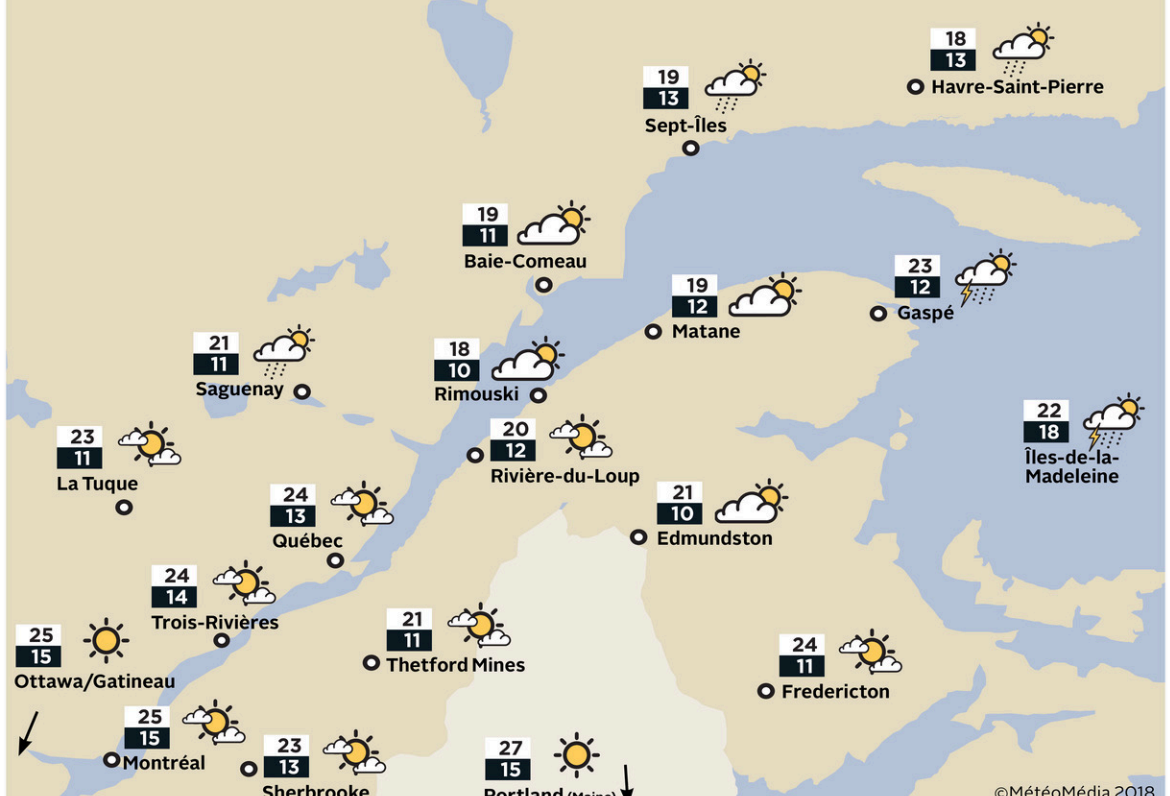 18
13
Havre-Saint-Pierre
19
13
Sept-Îles
19
11
Baie-Comeau
23
12
Gaspé
19
12
Matane
21
11
Saguenay
18
10
Rimouski
22
18
Îles-de-la-
Madeleine
23
11
La Tuque
20
12
Rivière-du-Loup
24
13
Québec
21
10
Edmundston
24
14
Trois-Rivières
21
11
Thetford Mines
25
15
Ottawa/Gatineau
24
11
Fredericton
25
15
Montréal
23
13
Sherbrooke
27
15
Portland (Maine)
©MétéoMédia 2018